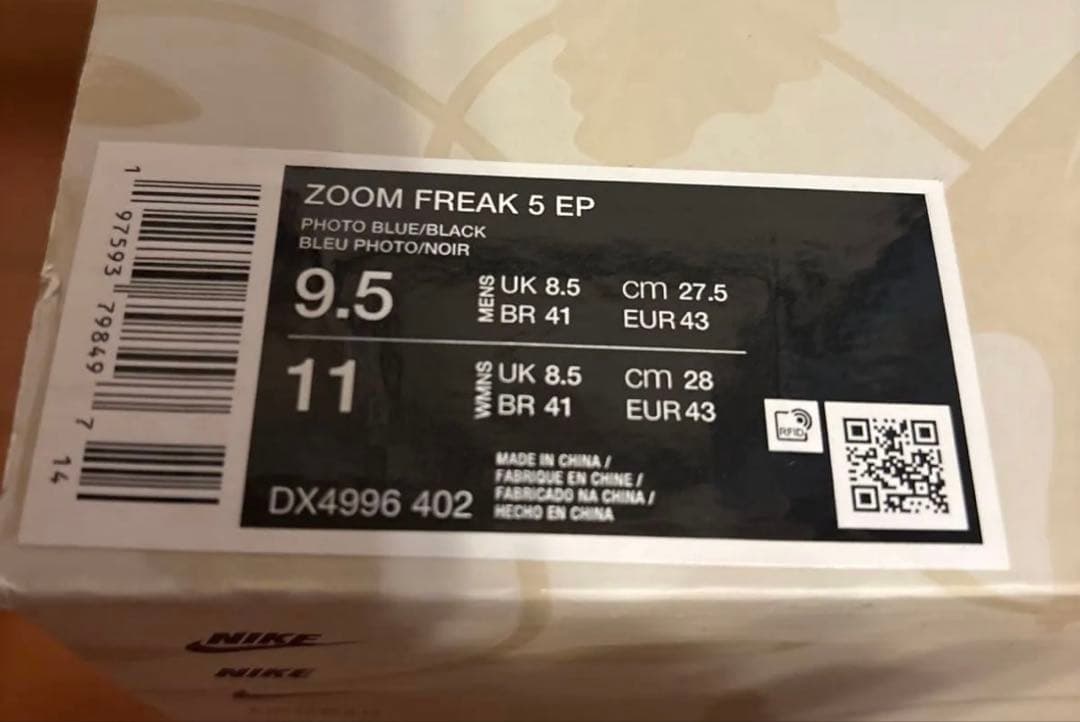 ZOOM FREAK 5 EP
PHOTO BLUE/BLACK
BLEU PHOTO/NOIR
9.5 MENS UK 8.5 cm 27.5
BR 41 EUR 43
11 WMNS UK 8.5 cm 28
BR 41 EUR 43
MADE IN CHINA /
FABRIQUE EN CHINE /
FABRICADO NA CHINA /
HECHO EN CHINA
DX4996 402
RFID
1 97593 79849 7 14
NIKE
NIKE